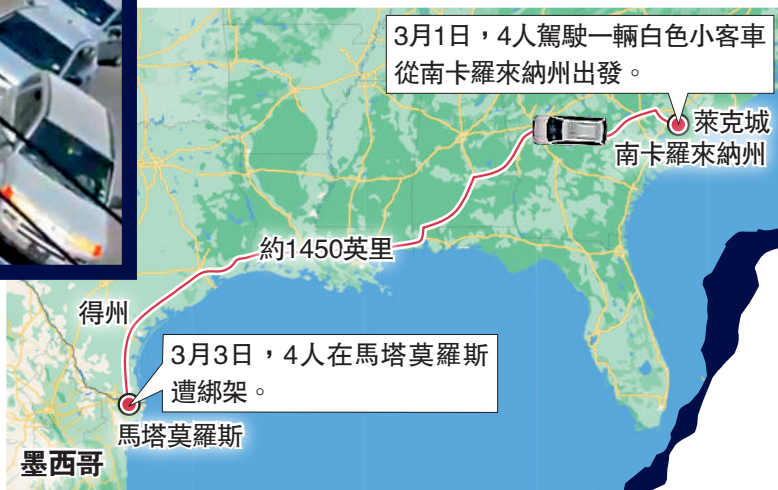 3月1日，4人駕駛一輛白色小客車
從南卡羅來納州出發。
萊克城
南卡羅來納州
約1450英里
得州
3月3日，4人在馬塔莫羅斯
遭綁架。
馬塔莫羅斯
墨西哥